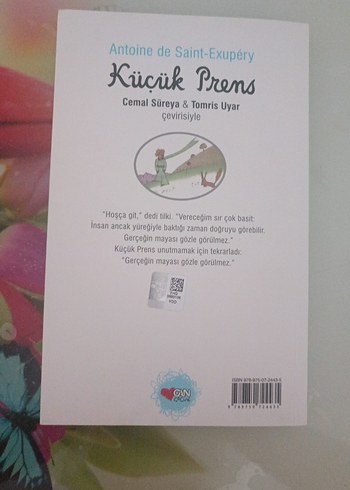 Antoine de Saint-Exupéry
Küçük Prens
Cemal Süreya & Tomris Uyar
çevirisiyle
"Hoşça git," dedi tilki. "Vereceğim sır çok basit:
İnsan ancak yüreğiyle baktığı zaman doğruyu görebilir.
Gerçeğin mayası gözle görülmez."
Küçük Prens unutmamak için tekrarladı:
"Gerçeğin mayası gözle görülmez."
CAN